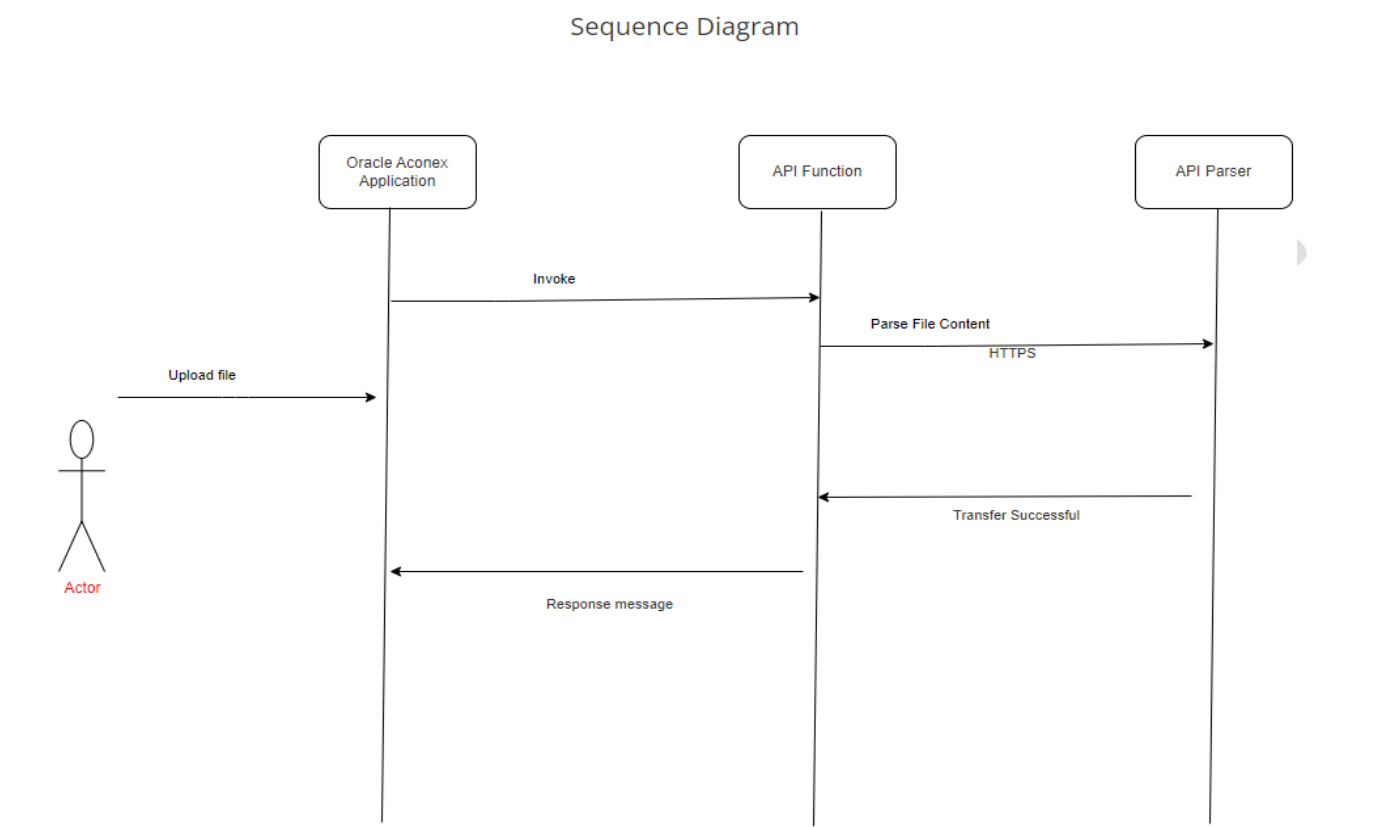 Sequence Diagram
Oracle Aconex
Application
API Function
API Parser
Invoke
Parse File Content
HTTPS
Upload file
Transfer Successful
Actor
Response message